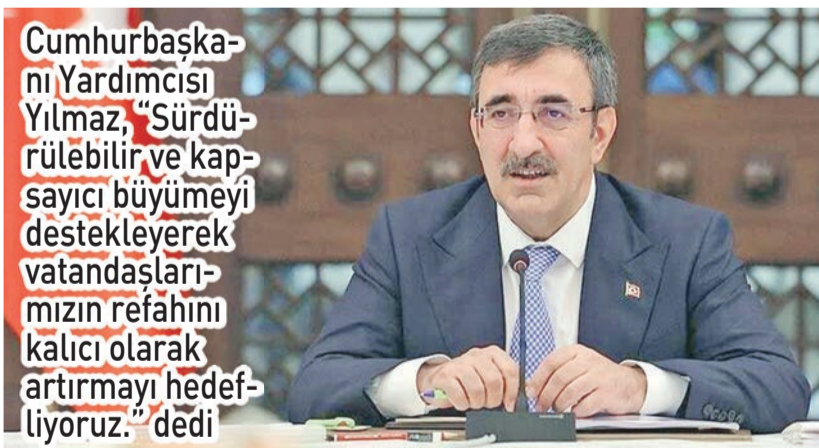 Cumhurbaşka-
nı Yardımcısı
Yılmaz, “Sürdü-
rülebilir ve kap-
sayıcı büyümeyi
destekleyerek
vatandaşları-
mızın refahını
kalıcı olarak
artırmayı hedef-
liyoruz.” dedi